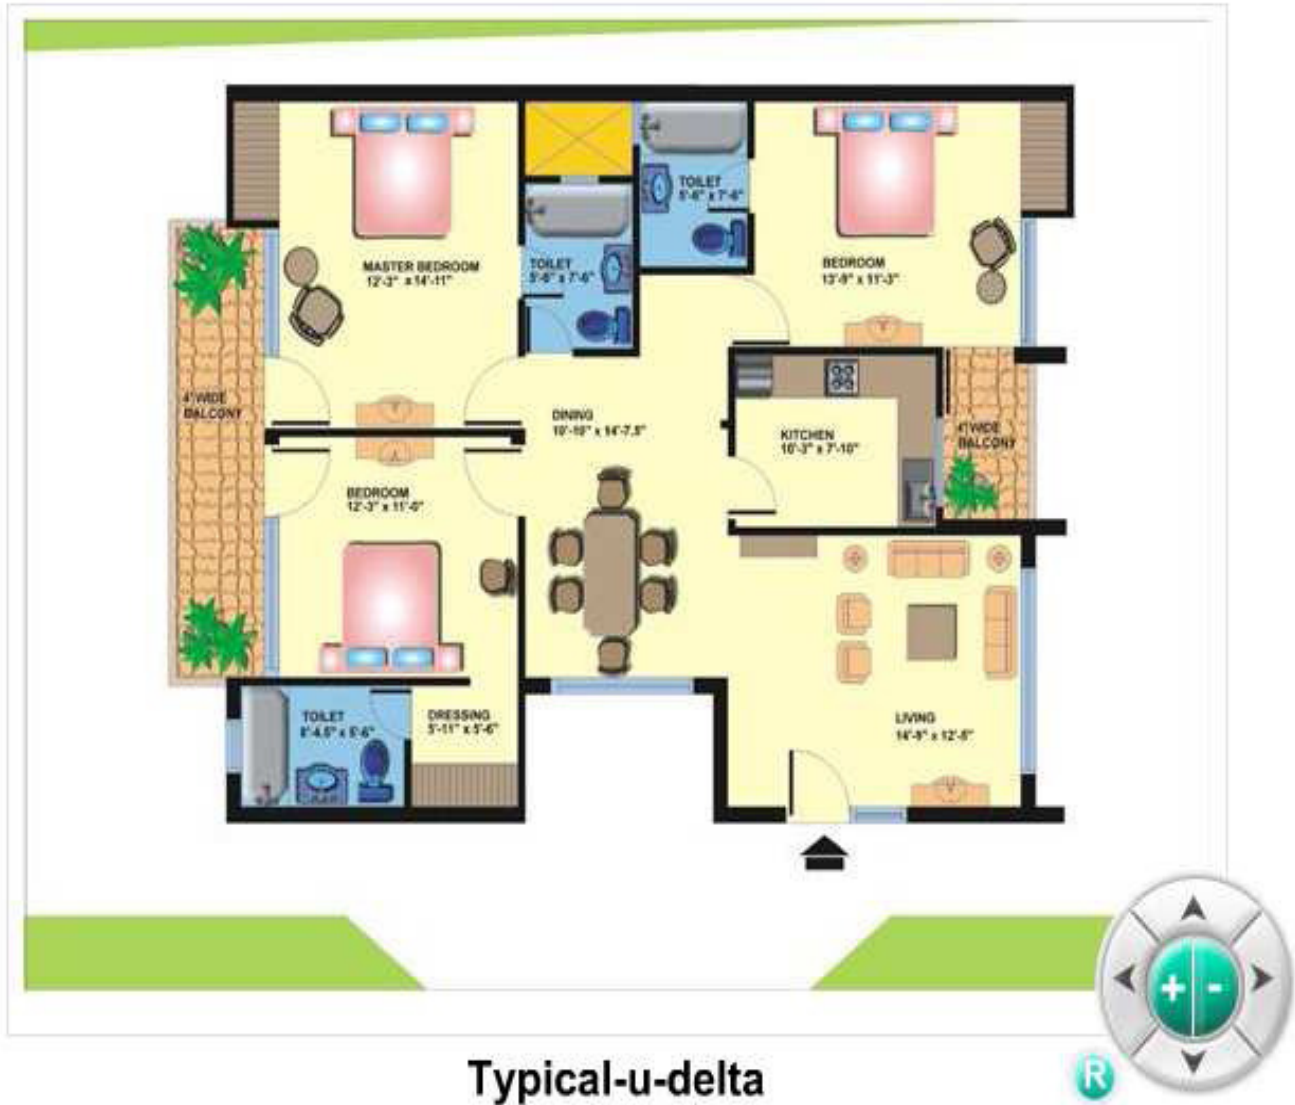 TOILET
5'-6" x 7'-6"
MASTER BEDROOM
12'-3" x 14'-11"
TOILET
5'-6" x 7'-6"
BEDROOM
13'-9" x 11'-3"
4' WIDE
BALCONY
DINING
10'-10" x 14'-7.5"
KITCHEN
10'-3" x 7'-10"
4' WIDE
BALCONY
BEDROOM
12'-3" x 11'-0"
TOILET
8'-4.5" x 5'-6"
DRESSING
5'-11" x 5'-6"
LIVING
14'-9" x 12'-5"
+ -
Typical-u-delta
R